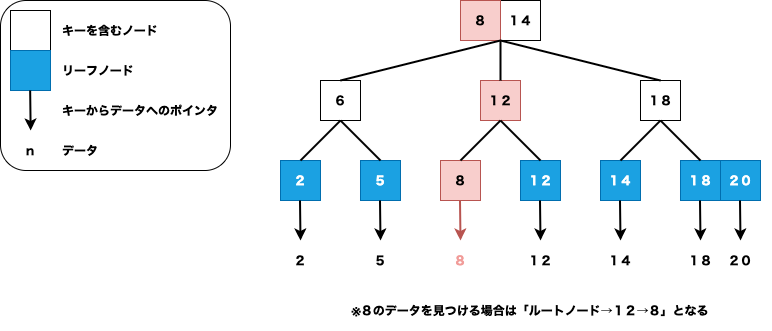 キーを含むノード
リーフノード
キーからデータへのポインタ
n データ
8 14
6 12 18
2 5 8 12 14 18 20
2 5 8 12 14 18 20
※8のデータを見つける場合は「ルートノード→12→8」となる